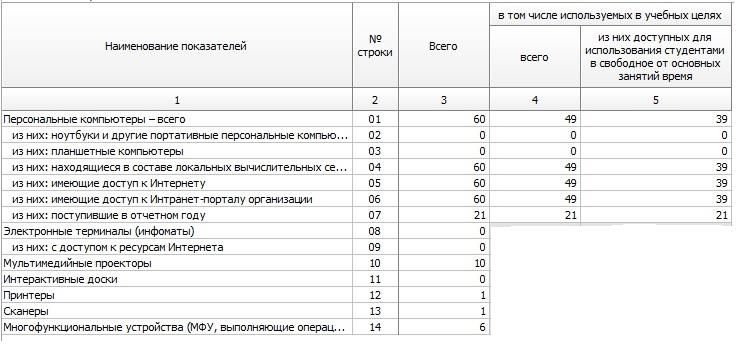 Наименование показателей № строки Всего в том числе используемых в учебных целях
всего из них доступных для использования студентами в свободное от основных занятий время
1 2 3 4 5
Персональные компьютеры – всего 01 60 49 39
из них: ноутбуки и другие портативные персональные компью... 02 0 0 0
из них: планшетные компьютеры 03 0 0 0
из них: находящиеся в составе локальных вычислительных се... 04 60 49 39
из них: имеющие доступ к Интернету 05 60 49 39
из них: имеющие доступ к Интранет-порталу организации 06 60 49 39
из них: поступившие в отчетном году 07 21 21 21
Электронные терминалы (инфоматы) 08 0
из них: с доступом к ресурсам Интернета 09 0
Мультимедийные проекторы 10 10
Интерактивные доски 11 0
Принтеры 12 1
Сканеры 13 1
Многофункциональные устройства (МФУ, выполняющие операц... 14 6